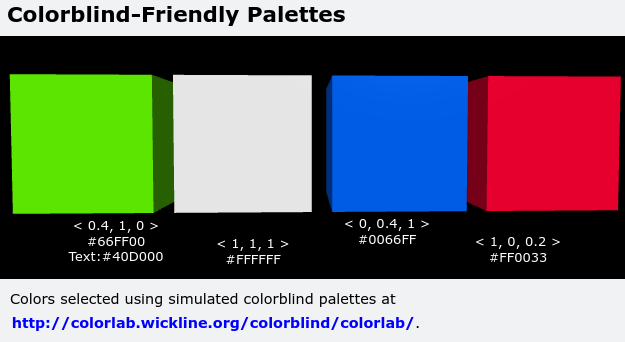 Colorblind-Friendly Palettes
< 0.4, 1, 0 >
#66FF00
Text:#40D000
< 1, 1, 1 >
#FFFFFF
< 0, 0.4, 1 >
#0066FF
< 1, 0, 0.2 >
#FF0033
Colors selected using simulated colorblind palettes at
http://colorlab.wickline.org/colorblind/colorlab/.